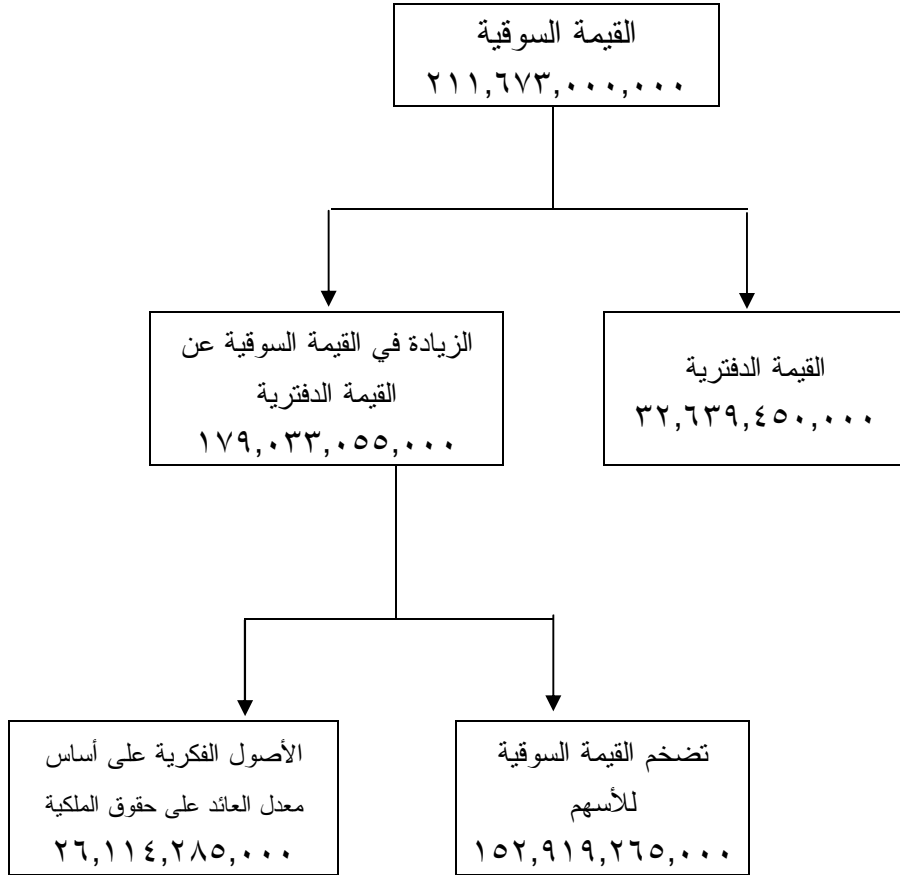 القيمة السوقية
٢١١,٦٧٣,٠٠٠,٠٠٠
القيمة الدفترية
٣٢,٦٣٩,٤٥٠,٠٠٠
الزيادة في القيمة السوقية عن
القيمة الدفترية
١٧٩,٠٣٣,٠٥٥,٠٠٠
تضخم القيمة السوقية
للأسهم
١٥٢,٩١٩,٢٦٥,٠٠٠
الأصول الفكرية على أساس
معدل العائد على حقوق الملكية
٢٦,١١٤,٢٨٥,٠٠٠